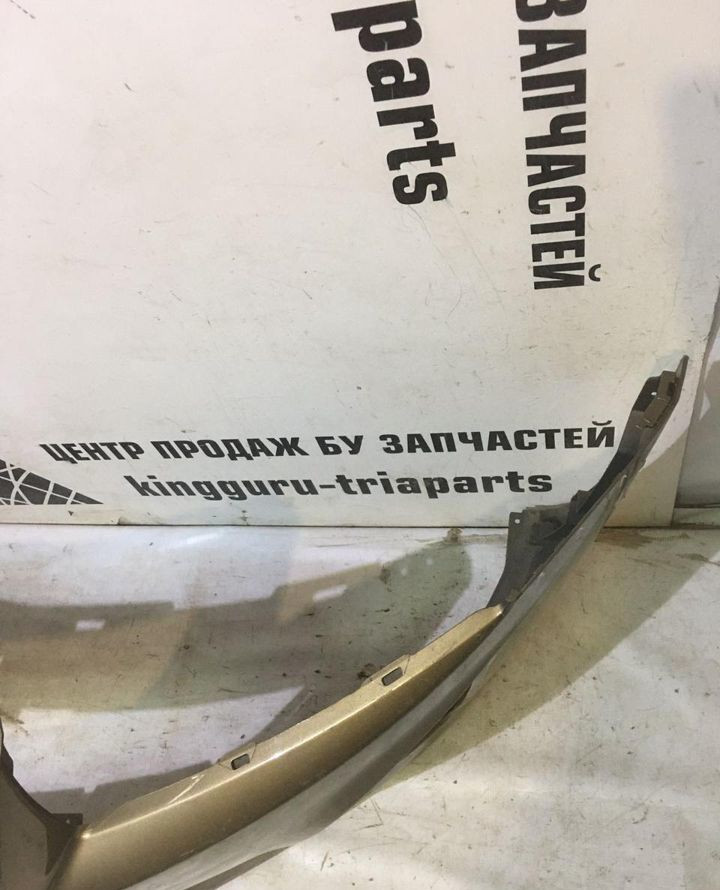 parts
ЗАПЧАСТЕЙ
ЦЕНТР ПРОДАЖ БУ ЗАПЧАСТЕЙ
kingguru-triaparts